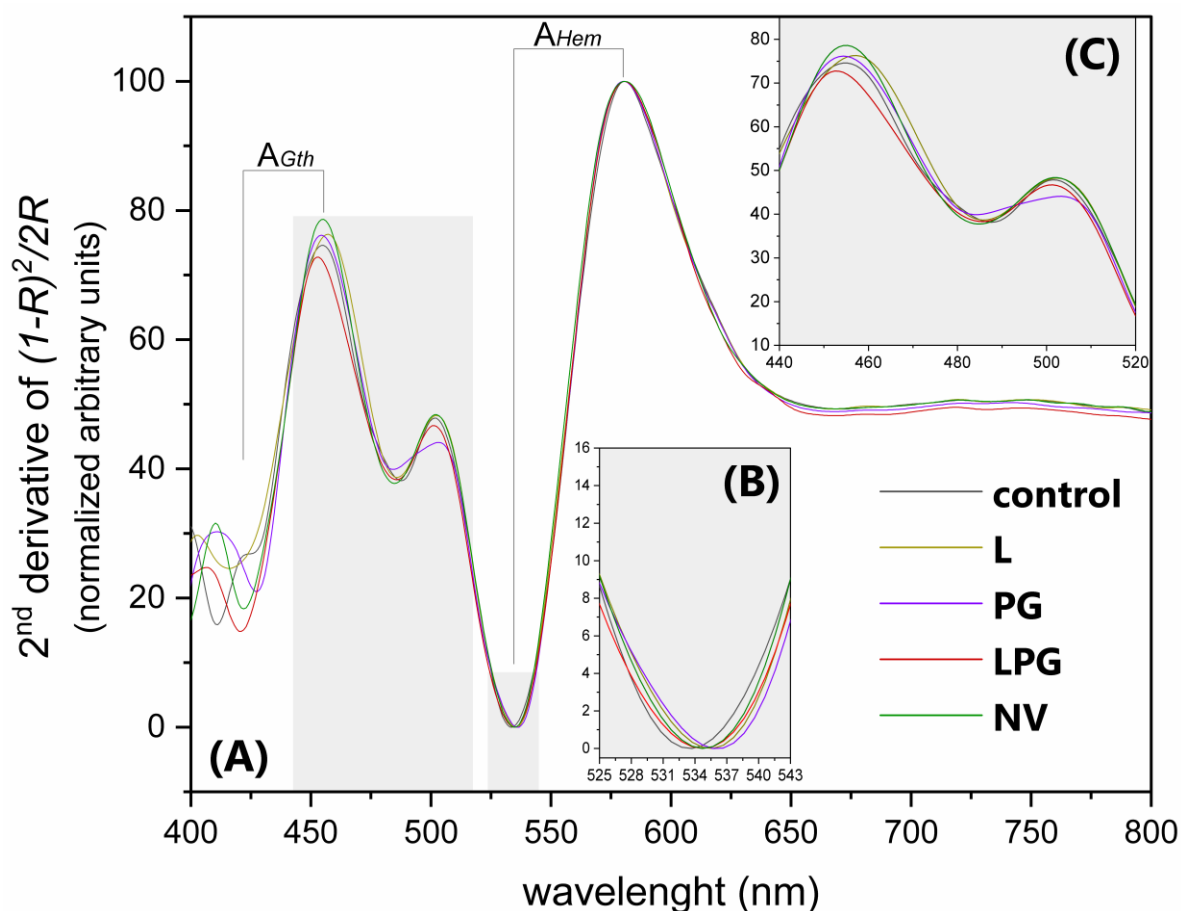 2nd derivative of (1-R)²/2R
(normalized arbitrary units)
100
80
60
40
20
0
AGth
AHem
(A)
400 450 500 550 600 650 700 750 800
wavelenght (nm)
(C)
80
70
60
50
40
30
20
10
440 460 480 500 520
(B)
16
14
12
10
8
6
4
2
0
525 528 531 534 537 540 543
control
L
PG
LPG
NV